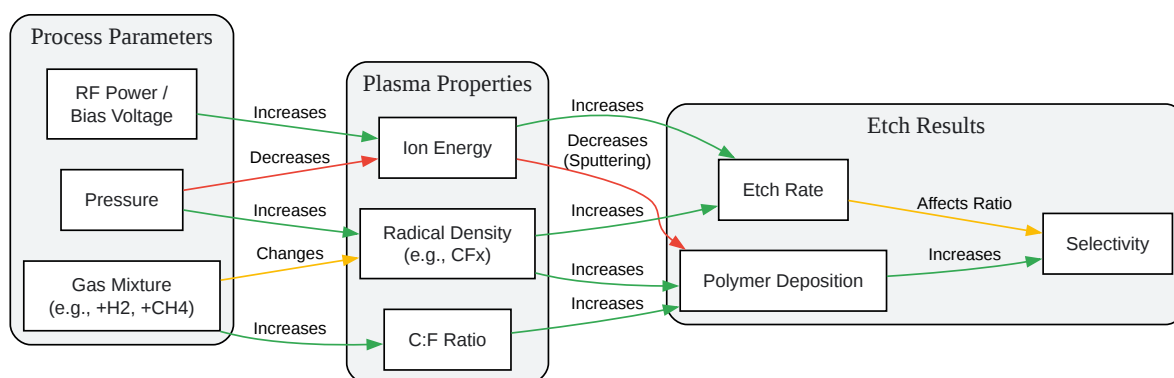 Process Parameters
RF Power /
Bias Voltage
Pressure
Gas Mixture
(e.g., +H2, +CH4)
Increases
Decreases
Increases
Changes
Increases
Plasma Properties
Ion Energy
Radical Density
(e.g., CFx)
C:F Ratio
Increases
Decreases
(Sputtering)
Increases
Increases
Increases
Etch Results
Etch Rate
Polymer Deposition
Affects Ratio
Increases
Selectivity